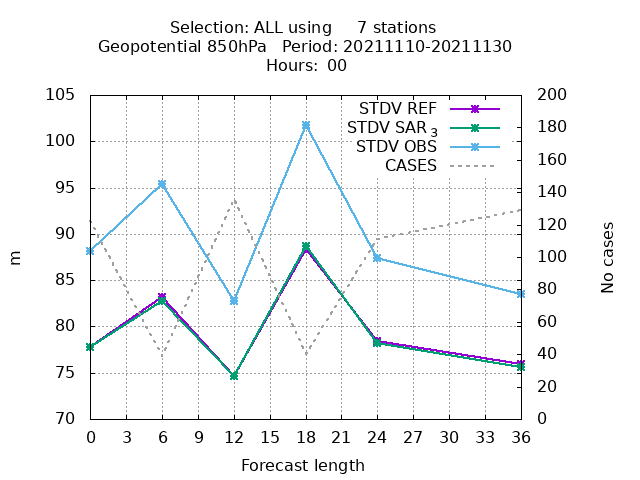 Selection: ALL using     7 stations
Geopotential 850hPa   Period: 20211110-20211130
Hours:  00
STDV REF
STDV SAR3
STDV OBS
CASES
105
100
95
90
85
80
75
70
200
180
160
140
120
100
80
60
40
20
0
m
No cases
0 3 6 9 12 15 18 21 24 27 30 33 36
Forecast length